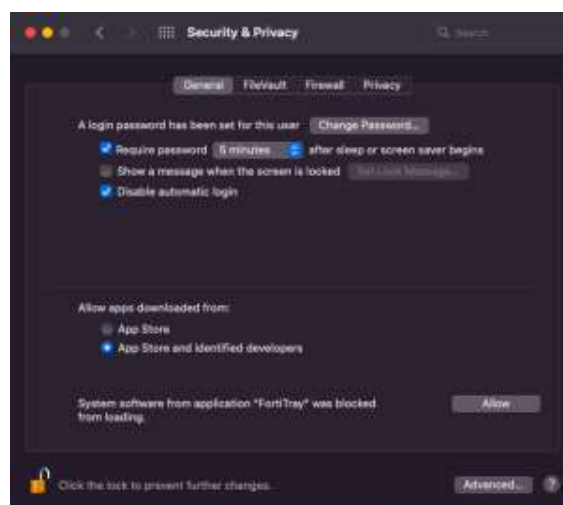 Security & Privacy
Search
General FileVault Firewall Privacy
A login password has been set for this user Change Password...
Require password 5 minutes after sleep or screen saver begins
Show a message when the screen is locked Set Lock Message...
Disable automatic login
Allow apps downloaded from:
App Store
App Store and identified developers
System software from application "FortiTray" was blocked Allow
from loading.
Click the lock to prevent further changes. Advanced... ?